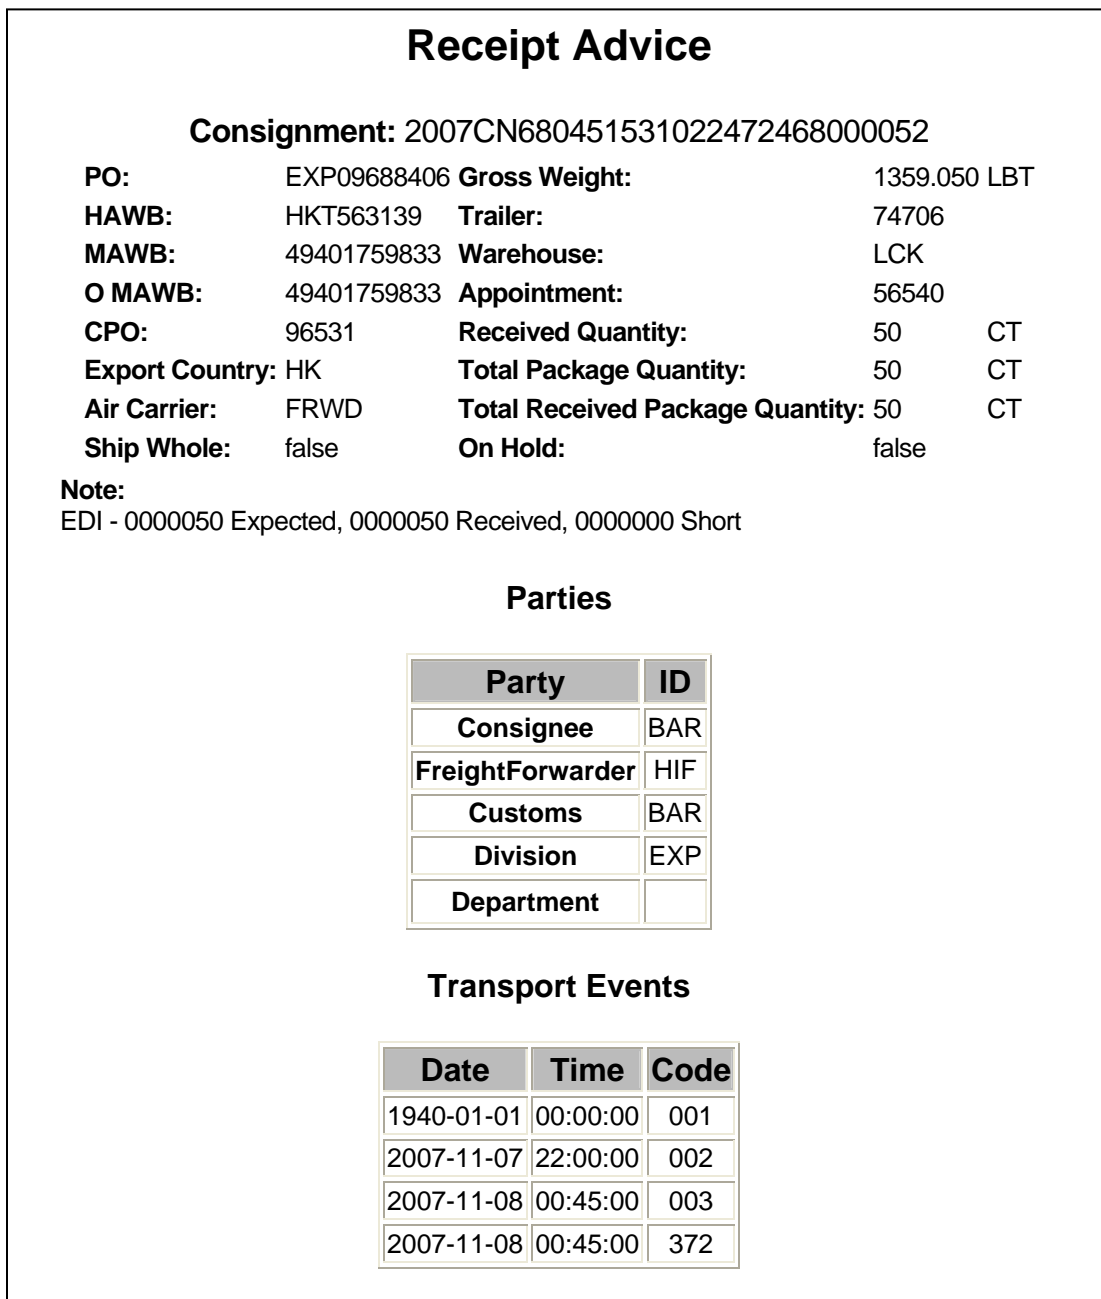 Receipt Advice
Consignment: 2007CN680451531022472468000052
PO: EXP09688406 Gross Weight: 1359.050 LBT
HAWB: HKT563139 Trailer: 74706
MAWB: 49401759833 Warehouse: LCK
O MAWB: 49401759833 Appointment: 56540
CPO: 96531 Received Quantity: 50 CT
Export Country: HK Total Package Quantity: 50 CT
Air Carrier: FRWD Total Received Package Quantity: 50 CT
Ship Whole: false On Hold: false
Note:
EDI - 0000050 Expected, 0000050 Received, 0000000 Short
Parties
Party ID
Consignee BAR
FreightForwarder HIF
Customs BAR
Division EXP
Department
Transport Events
Date Time Code
1940-01-01 00:00:00 001
2007-11-07 22:00:00 002
2007-11-08 00:45:00 003
2007-11-08 00:45:00 372